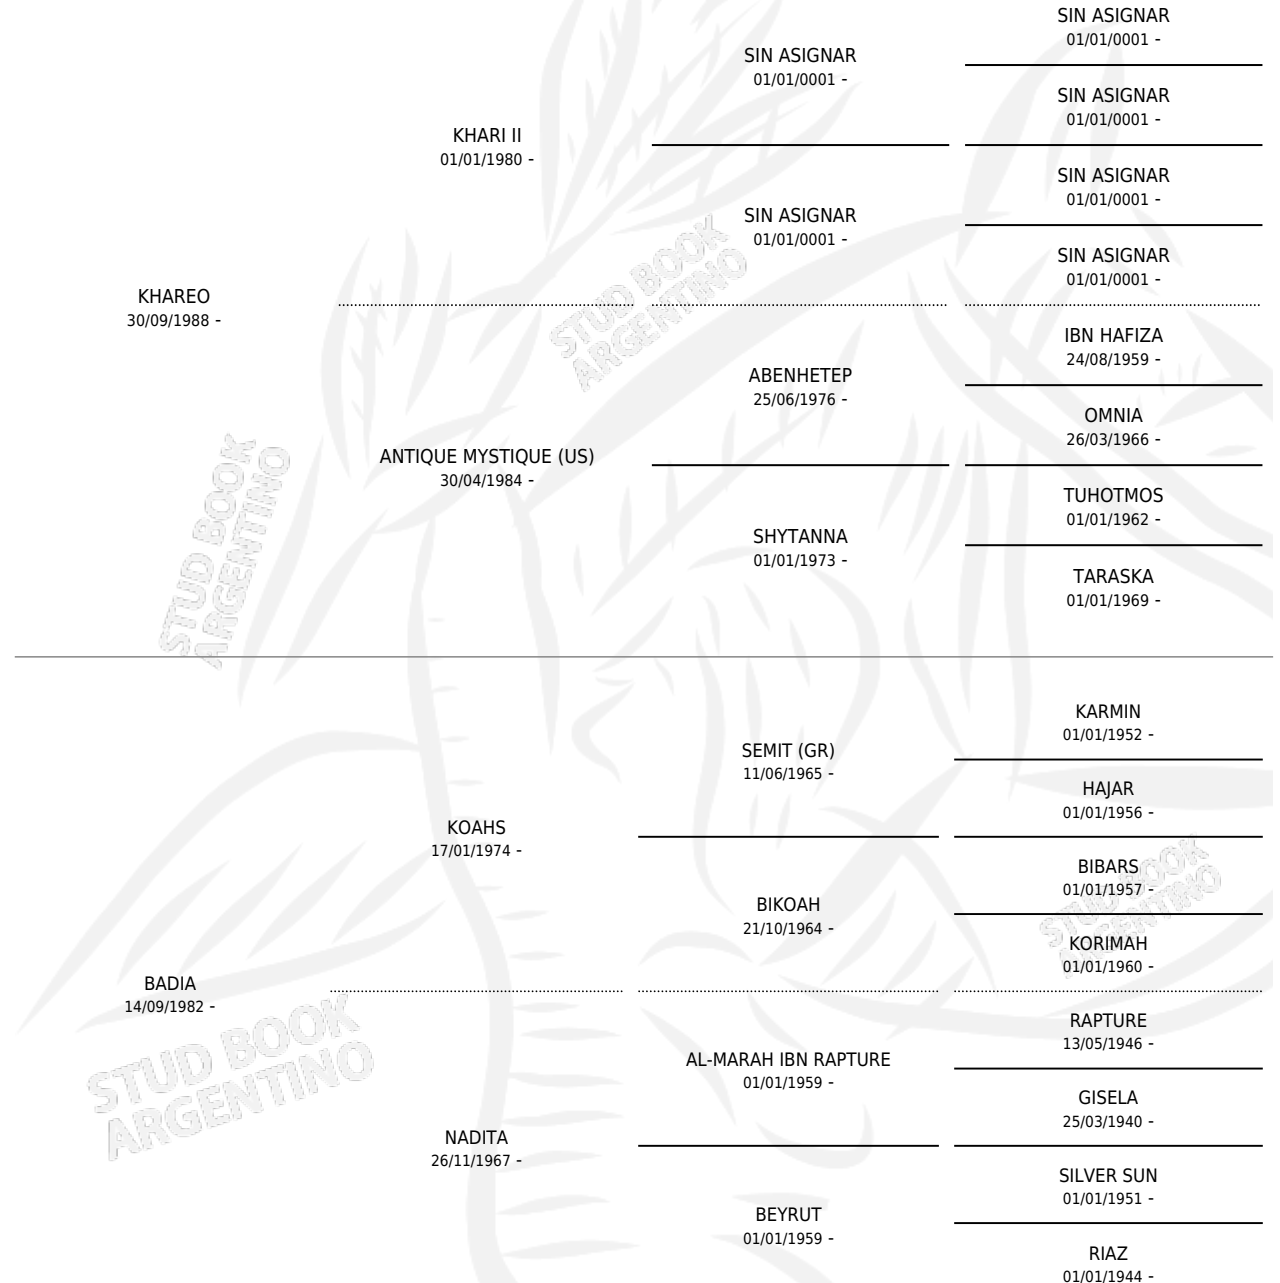 SIN ASIGNAR
01/01/0001 -
SIN ASIGNAR
01/01/0001 -
SIN ASIGNAR
01/01/0001 -
KHARI II
01/01/1980 -
SIN ASIGNAR
01/01/0001 -
SIN ASIGNAR
01/01/0001 -
SIN ASIGNAR
01/01/0001 -
STUD BOOK
ARGENTINO
KHAREO
30/09/1988 -
IBN HAFIZA
24/08/1959 -
ABENHETEP
25/06/1976 -
OMNIA
26/03/1966 -
ANTIQUE MYSTIQUE (US)
30/04/1984 -
TUHOTMOS
01/01/1962 -
SHYTANNA
01/01/1973 -
TARASKA
01/01/1969 -
STUD BOOK
ARGENTINO
KARMIN
01/01/1952 -
SEMIT (GR)
11/06/1965 -
HAJAR
01/01/1956 -
KOAHS
17/01/1974 -
BIBARS
01/01/1957 -
BIKOAH
21/10/1964 -
KORIMAH
01/01/1960 -
STUD BOOK
ARGENTINO
BADIA
14/09/1982 -
RAPTURE
13/05/1946 -
AL-MARAH IBN RAPTURE
01/01/1959 -
GISELA
25/03/1940 -
STUD BOOK
ARGENTINO
NADITA
26/11/1967 -
SILVER SUN
01/01/1951 -
BEYRUT
01/01/1959 -
RIAZ
01/01/1944 -